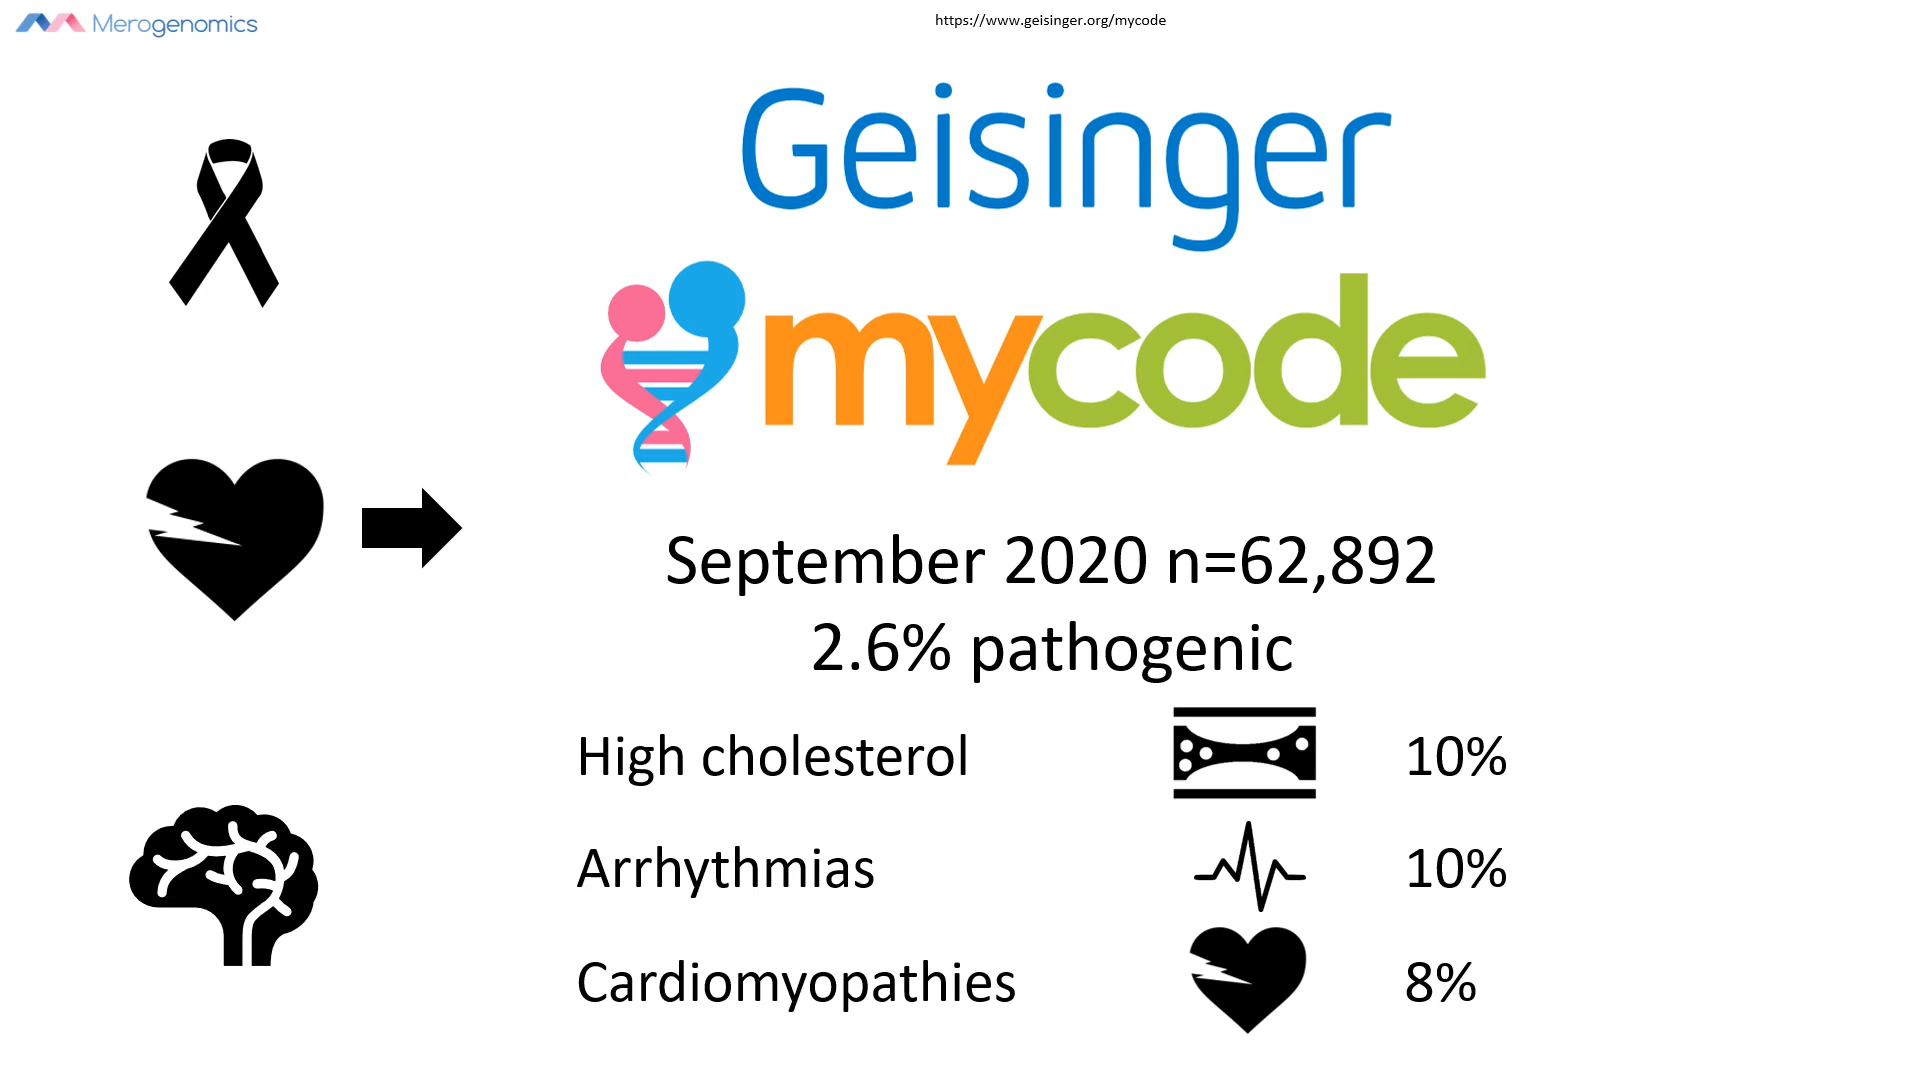 Merogenomics
https://www.geisinger.org/mycode
Geisinger
mycode
September 2020 n=62,892
2.6% pathogenic
High cholesterol 10%
Arrhythmias 10%
Cardiomyopathies 8%